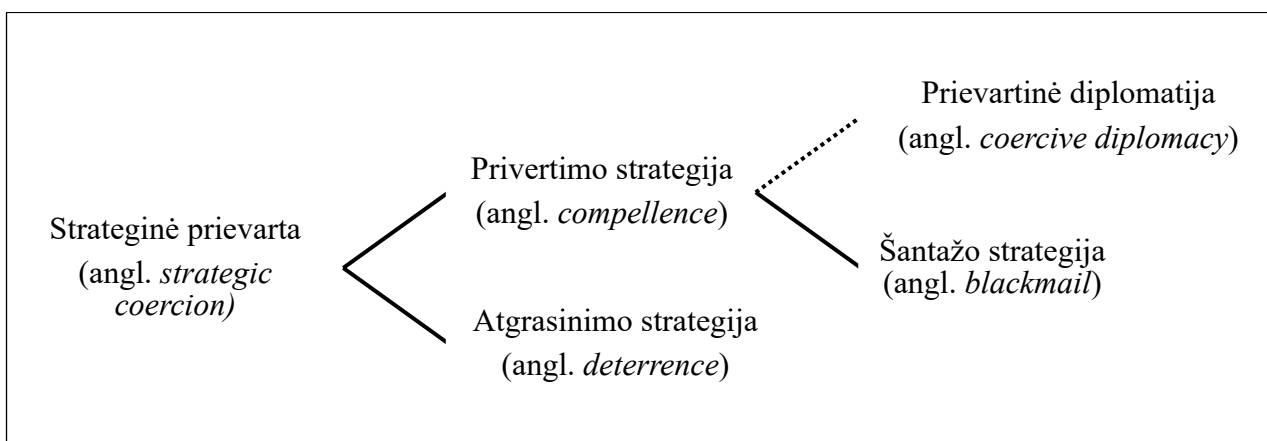 Prievartinė diplomatija
(angl. coercive diplomacy)
Privertimo strategija
(angl. compellence)
Strateginė prievarta
(angl. strategic
coercion)
Šantažo strategija
(angl. blackmail)
Atgrasinimo strategija
(angl. deterrence)